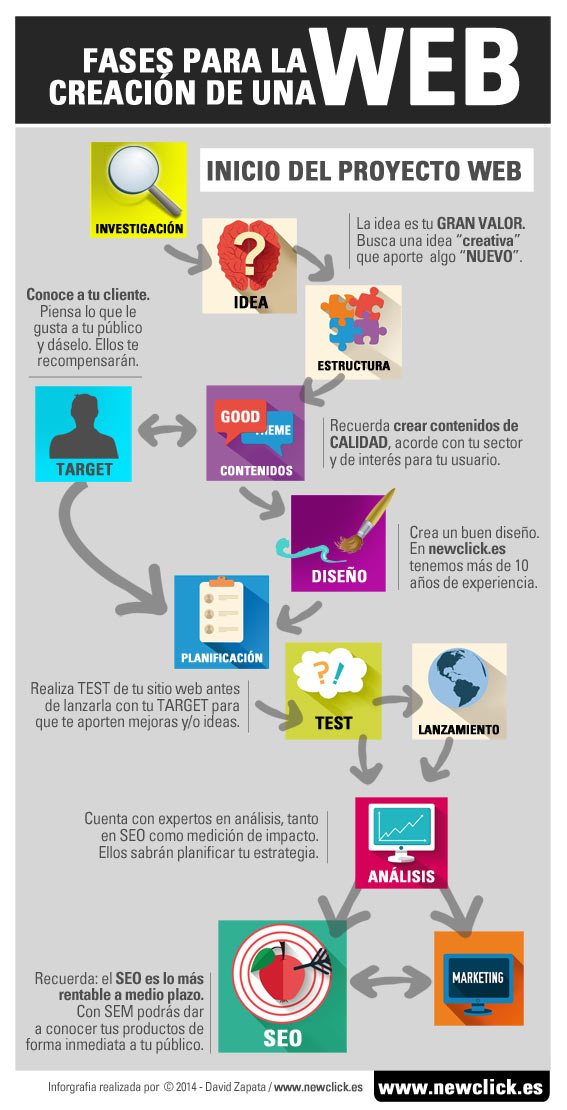 FASES PARA LA
CREACIÓN DE UNA
WEB
INICIO DEL PROYECTO WEB
INVESTIGACIÓN
La idea es tu GRAN VALOR.
Busca una idea “creativa”
que aporte algo “NUEVO”.
IDEA
Conoce a tu cliente.
Piensa lo que le
gusta a tu público
y dáselo. Ellos te
recompensarán.
ESTRUCTURA
TARGET
GOOD
THEME
CONTENIDOS
Recuerda crear contenidos de
CALIDAD, acorde con tu sector
y de interés para tu usuario.
DISEÑO
Crea un buen diseño.
En newclick.es
tenemos más de 10
años de experiencia.
PLANIFICACIÓN
Realiza TEST de tu sitio web antes
de lanzarla con tu TARGET para
que te aporten mejoras y/o ideas.
?!
TEST
LANZAMIENTO
Cuenta con expertos en análisis, tanto
en SEO como medición de impacto.
Ellos sabrán planificar tu estrategia.
ANÁLISIS
SEO
MARKETING
Recuerda: el SEO es lo más
rentable a medio plazo.
Con SEM podrás dar
a conocer tus productos de
forma inmediata a tu público.
Inforgrafia realizada por © 2014 - David Zapata / www.newclick.es
www.newclick.es